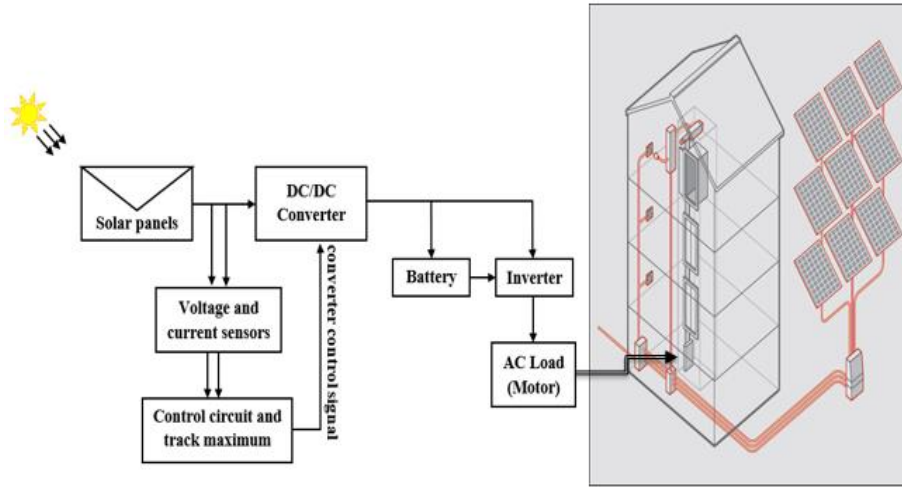 Solar panels
DC/DC
Converter
Battery
Inverter
Voltage and
current sensors
converter control signal
AC Load
(Motor)
Control circuit and
track maximum